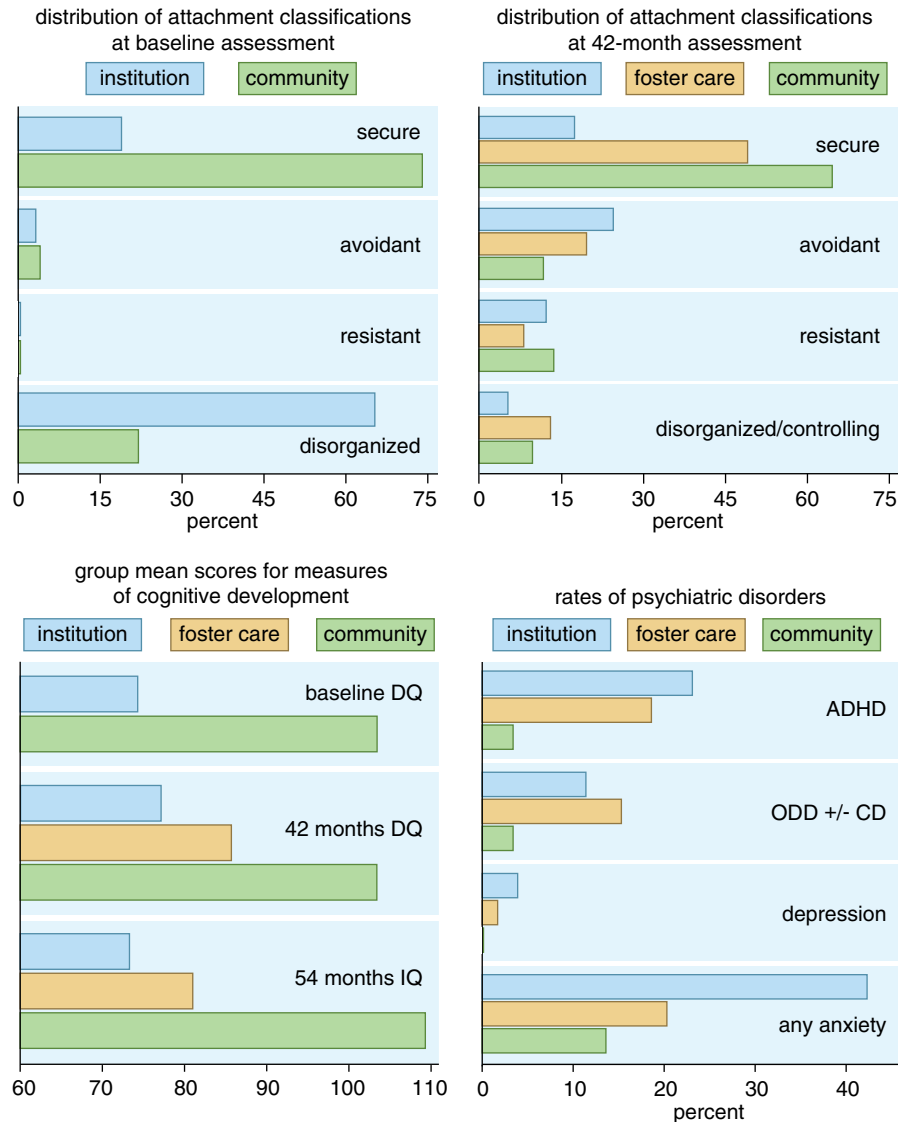 distribution of attachment classifications
at baseline assessment
institution community
secure
avoidant
resistant
disorganized
0 15 30 45 60 75
percent
distribution of attachment classifications
at 42-month assessment
institution foster care community
secure
avoidant
resistant
disorganized/controlling
0 15 30 45 60 75
percent
group mean scores for measures
of cognitive development
institution foster care community
baseline DQ
42 months DQ
54 months IQ
60 70 80 90 100 110
rates of psychiatric disorders
institution foster care community
ADHD
ODD +/- CD
depression
any anxiety
0 10 20 30 40
percent